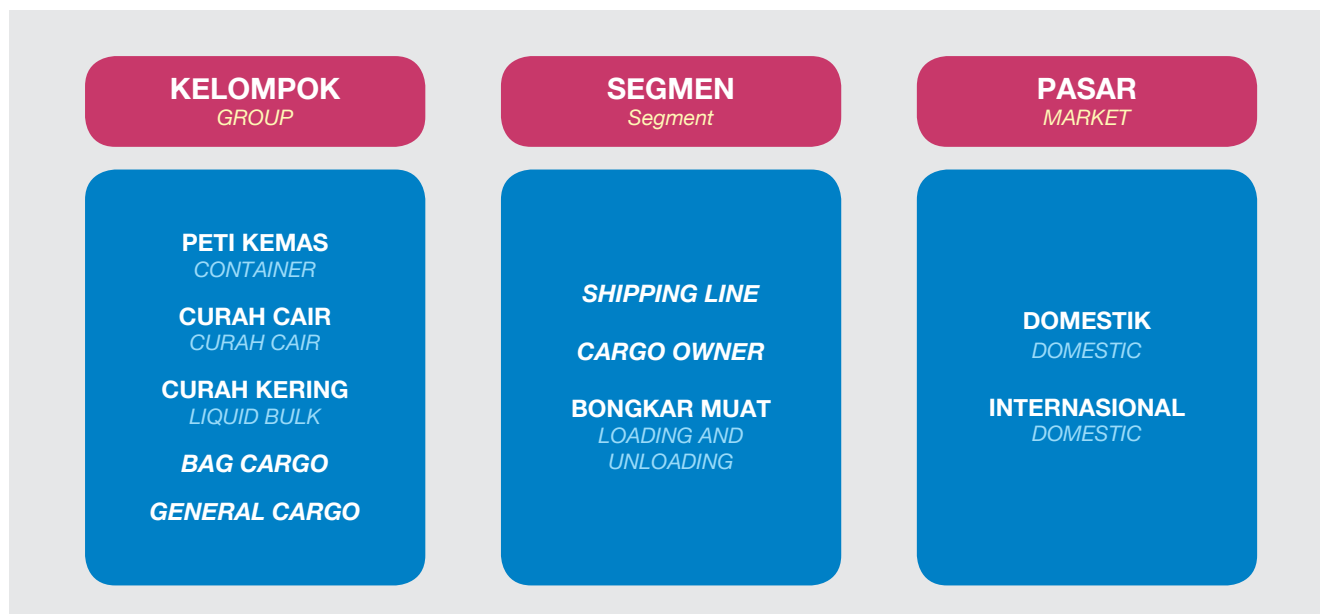 KELOMPOK
GROUP
PETI KEMAS
CONTAINER
CURAH CAIR
CURAH CAIR
CURAH KERING
LIQUID BULK
BAG CARGO
GENERAL CARGO
SEGMEN
Segment
SHIPPING LINE
CARGO OWNER
BONGKAR MUAT
LOADING AND
UNLOADING
PASAR
MARKET
DOMESTIK
DOMESTIC
INTERNASIONAL
DOMESTIC